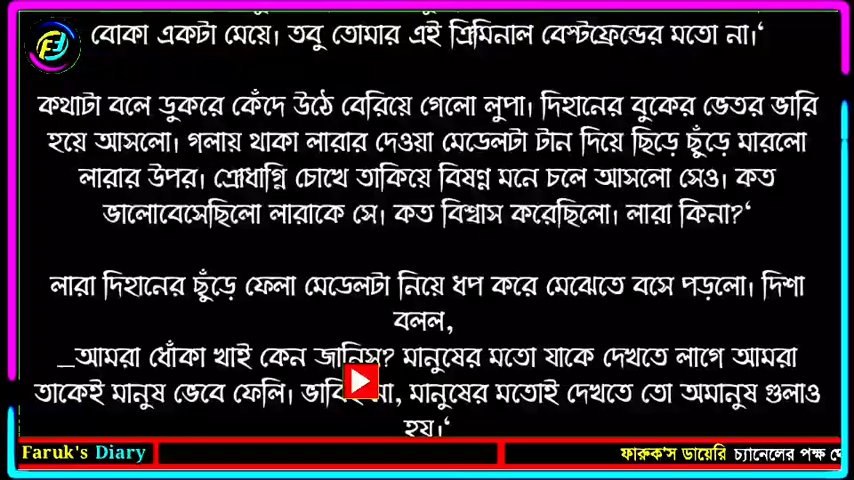 বোকা একটা মেয়ে। তবু তোমার এই ক্রিমিনাল বেস্টফ্রেন্ডের মতো না।‘
কথাটা বলে ডুকরে কেঁদে উঠে বেরিয়ে গেলো লুপা। দিহানের বুকের ভেতর ভারি
হয়ে আসলো। গলায় থাকা লারার দেওয়া মেডেলটা টান দিয়ে ছিড়ে ছুঁড়ে মারলো
লারার উপর। ক্রোধাগ্নি চোখে তাকিয়ে বিষণ্ন মনে চলে আসলো সেও। কত
ভালোবেসেছিলো লারাকে সে। কত বিশ্বাস করেছিলো। লারা কিনা?‘
লারা দিহানের ছুঁড়ে ফেলা মেডেলটা নিয়ে ধপ করে মেঝেতে বসে পড়লো। দিশা
বলল,
_আমরা ধোঁকা খাই কেন জানিস? মানুষের মতো যাকে দেখতে লাগে আমরা
তাকেই মানুষ ভেবে ফেলি। না, মানুষের মতোই দেখতে তো অমানুষ গুলাও
হয়।‘
Faruk's Diary
ফারুক'স ডায়েরি চ্যানেলের পক্ষ